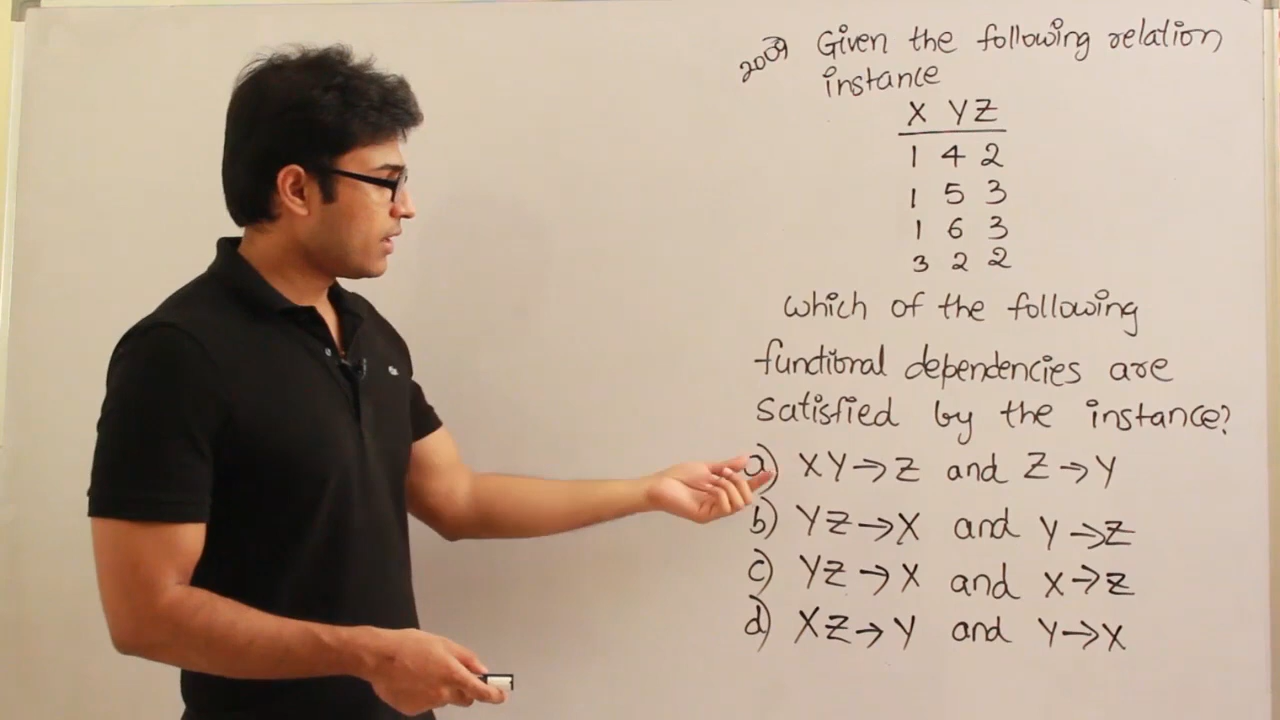 2009 Given the following relation
instance
X Y Z
1 4 2
1 5 3
1 6 3
3 2 2
which of the following
functional dependencies are
satisfied by the instance?
a) XY→Z and Z→Y
b) YZ→X and Y→Z
c) YZ→X and X→Z
d) XZ→Y and Y→X